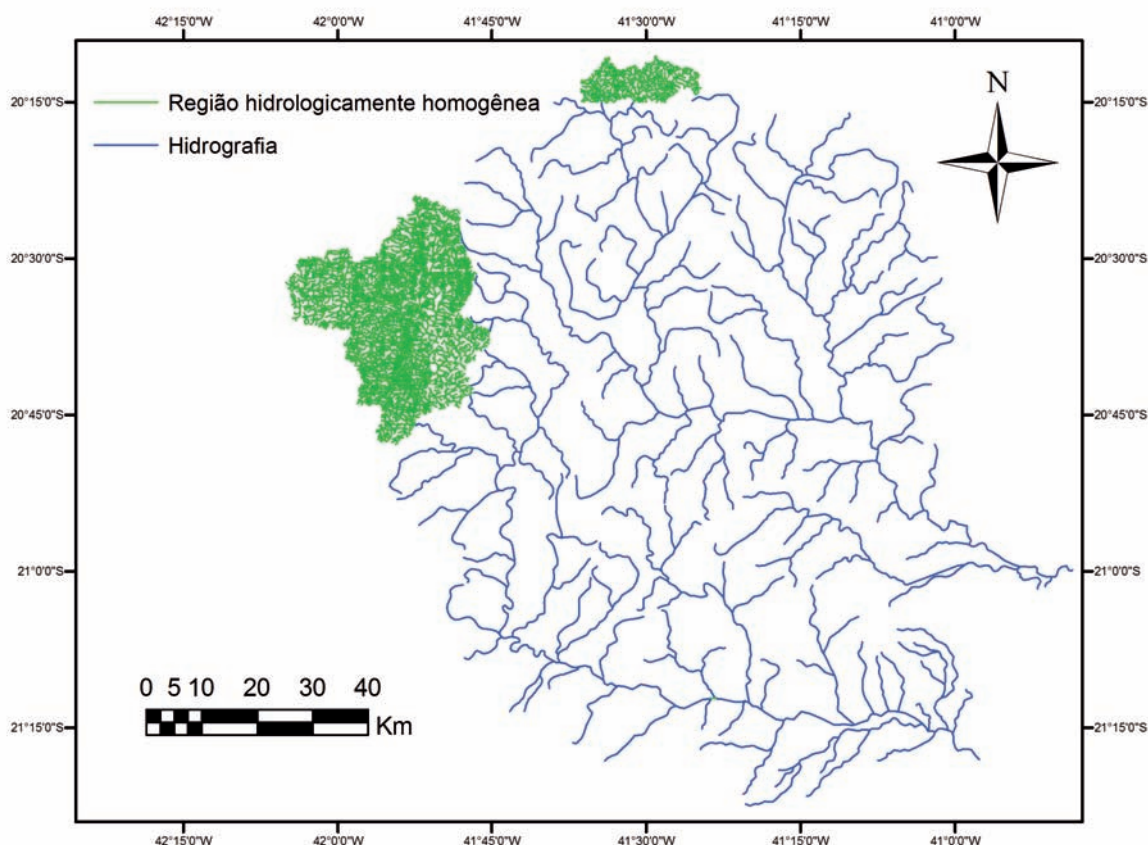 42°15'0"W 42°0'0"W 41°45'0"W 41°30'0"W 41°15'0"W 41°0'0"W
20°15'0"S 20°15'0"S
Região hidrologicamente homogênea
Hidrografia
N
20°30'0"S 20°30'0"S
20°45'0"S 20°45'0"S
21°0'0"S 21°0'0"S
0 5 10 20 30 40
Km
21°15'0"S 21°15'0"S
42°15'0"W 42°0'0"W 41°45'0"W 41°30'0"W 41°15'0"W 41°0'0"W